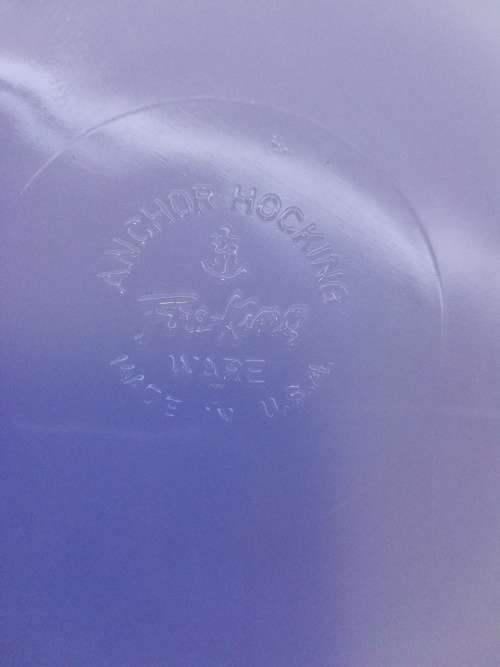 ANCHOR HOCKING
Fire-King
WARE
MADE IN U.S.A.